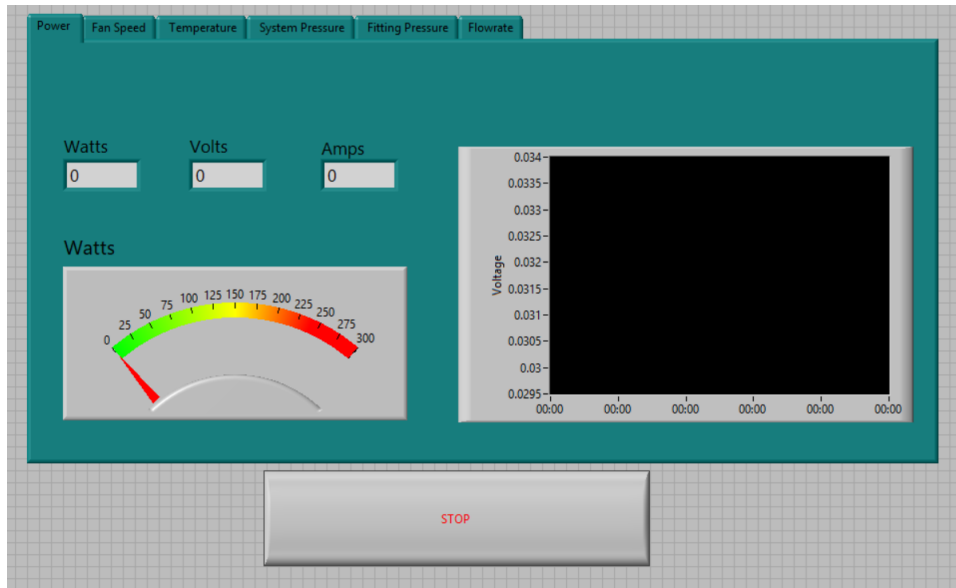 Power Fan Speed Temperature System Pressure Fitting Pressure Flowrate
Watts Volts Amps
0 0 0
Watts
0 25 50 75 100 125 150 175 200 225 250 275 300
Voltage
0.034
0.0335
0.033
0.0325
0.032
0.0315
0.031
0.0305
0.03
0.0295
00:00 00:00 00:00 00:00 00:00 00:00
STOP